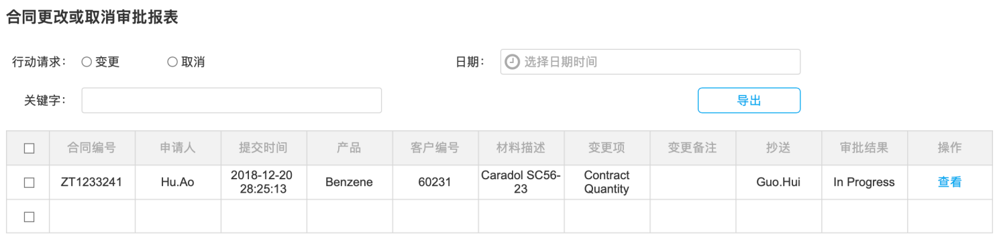 合同更改或取消审批报表
行动请求： 变更 取消 日期： 选择日期时间
关键字： 导出
合同编号 申请人 提交时间 产品 客户编号 材料描述 变更项 变更备注 抄送 审批结果 操作
ZT1233241 Hu.Ao 2018-12-20 28:25:13 Benzene 60231 Caradol SC56-23 Contract Quantity Guo.Hui In Progress 查看